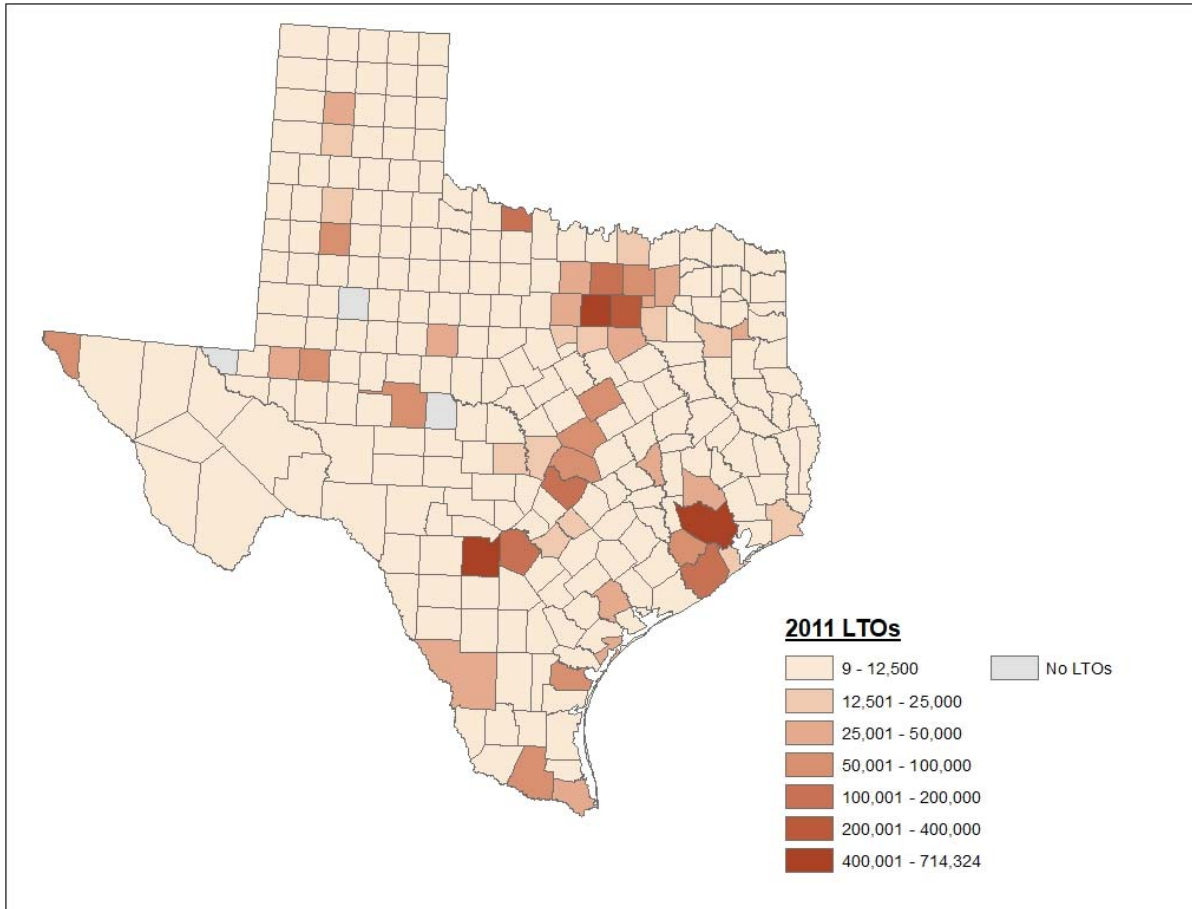 2011 LTOs
9 - 12,500
No LTOs
12,501 - 25,000
25,001 - 50,000
50,001 - 100,000
100,001 - 200,000
200,001 - 400,000
400,001 - 714,324